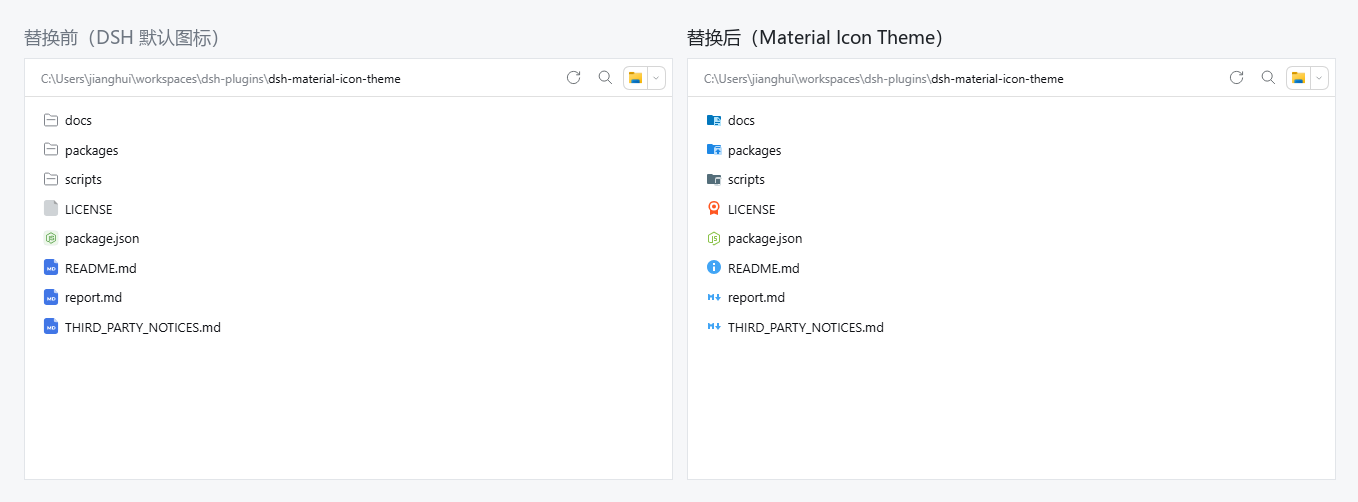 替换前（DSH 默认图标）
C:\Users\jianghui\workspaces\dsh-plugins\dsh-material-icon-theme
docs
packages
scripts
LICENSE
package.json
README.md
report.md
THIRD_PARTY_NOTICES.md
替换后（Material Icon Theme）
C:\Users\jianghui\workspaces\dsh-plugins\dsh-material-icon-theme
docs
packages
scripts
LICENSE
package.json
README.md
report.md
THIRD_PARTY_NOTICES.md